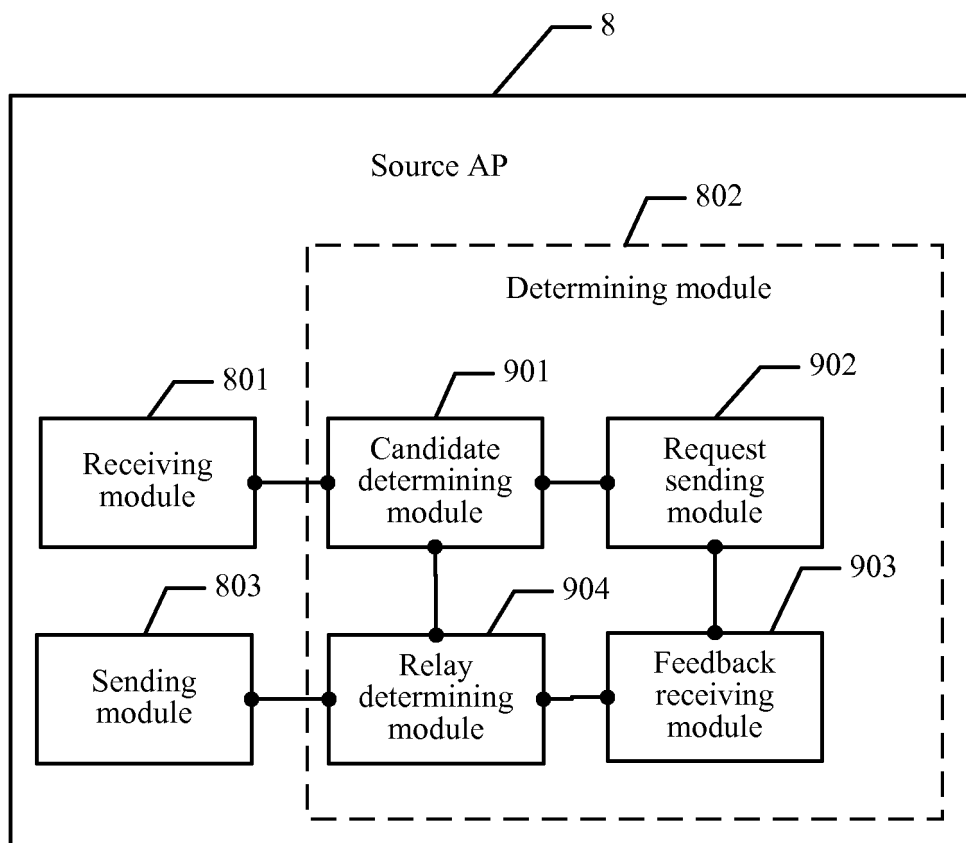 8
Source AP
802
Determining module
801
901
902
Receiving
module
Candidate
determining
module
Request
sending
module
803
904
903
Sending
module
Relay
determining
module
Feedback
receiving
module